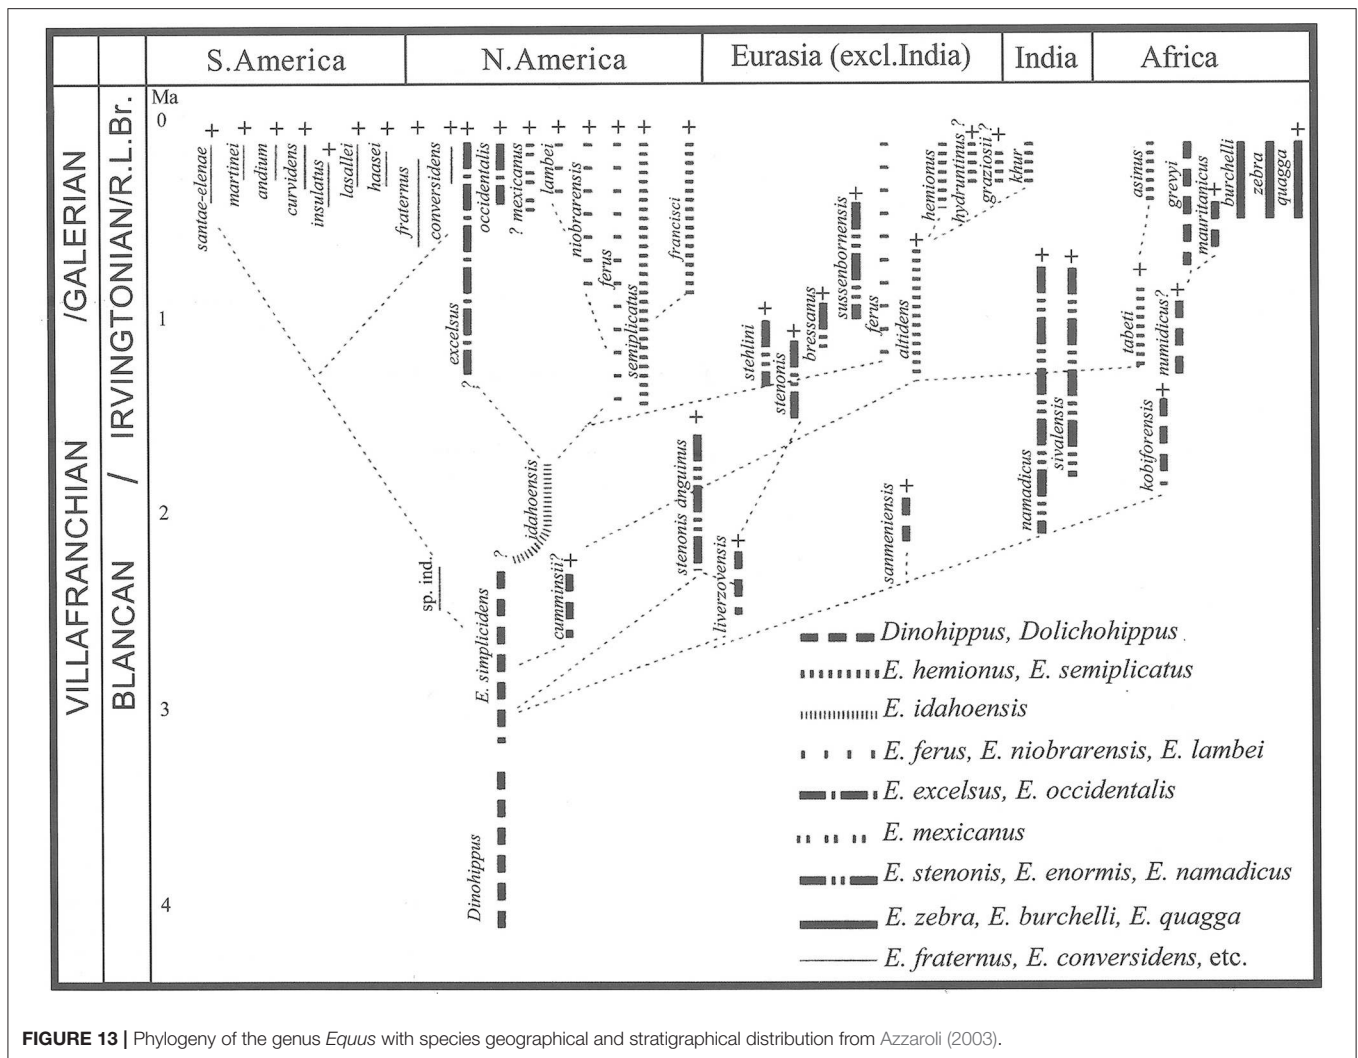 S.America
N.America
Eurasia (excl.India)
India
Africa
VILLAFRANCHIAN /GALERIAN
BLANCAN / IRVINGTONIAN/R.L.Br.
Ma
0
1
2
3
4
santae-elenae
martinei
andium
curvidens
insulatus
lasallei
haasei
fraternus
conversidens
excelsus
?
occidentalis
? mexicanus
lambei
niobrarensis
ferus
semiplicatus
francisci
idahoensis
sp. ind.
?
E. simplicidens
cumminsii?
Dinohippus
stenonis anguinus
liverzovensis
stehlini
stenonis
bressanus
sussenbornensis
ferus
altidens
hemionus
hydruntinus ?
graziosii ?
khur
sanmeniensis
namadicus
sivalensis
asinus
grevyi
mauritanicus
burchelli
zebra
quagga
tabeti
numidicus?
kobiforensis
Dinohippus, Dolichohippus
E. hemionus, E. semiplicatus
E. idahoensis
E. ferus, E. niobrarensis, E. lambei
E. excelsus, E. occidentalis
E. mexicanus
E. stenonis, E. enormis, E. namadicus
E. zebra, E. burchelli, E. quagga
E. fraternus, E. conversidens, etc.
FIGURE 13 | Phylogeny of the genus Equus with species geographical and stratigraphical distribution from Azzaroli (2003).